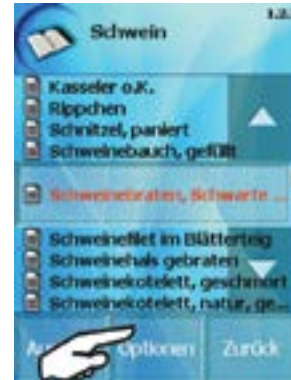 1.2.
Schwein
Kasseler o.K.
Rippchen
Schnitzel, paniert
Schweinebauch, gefüllt
Schweinebraten, Schwarte ...
Schweinefilet im Blätterteig
Schweinehals gebraten
Schweinekotelett, geschmort
Schweinekotelett, natur, ge...
Optionen
Zurück